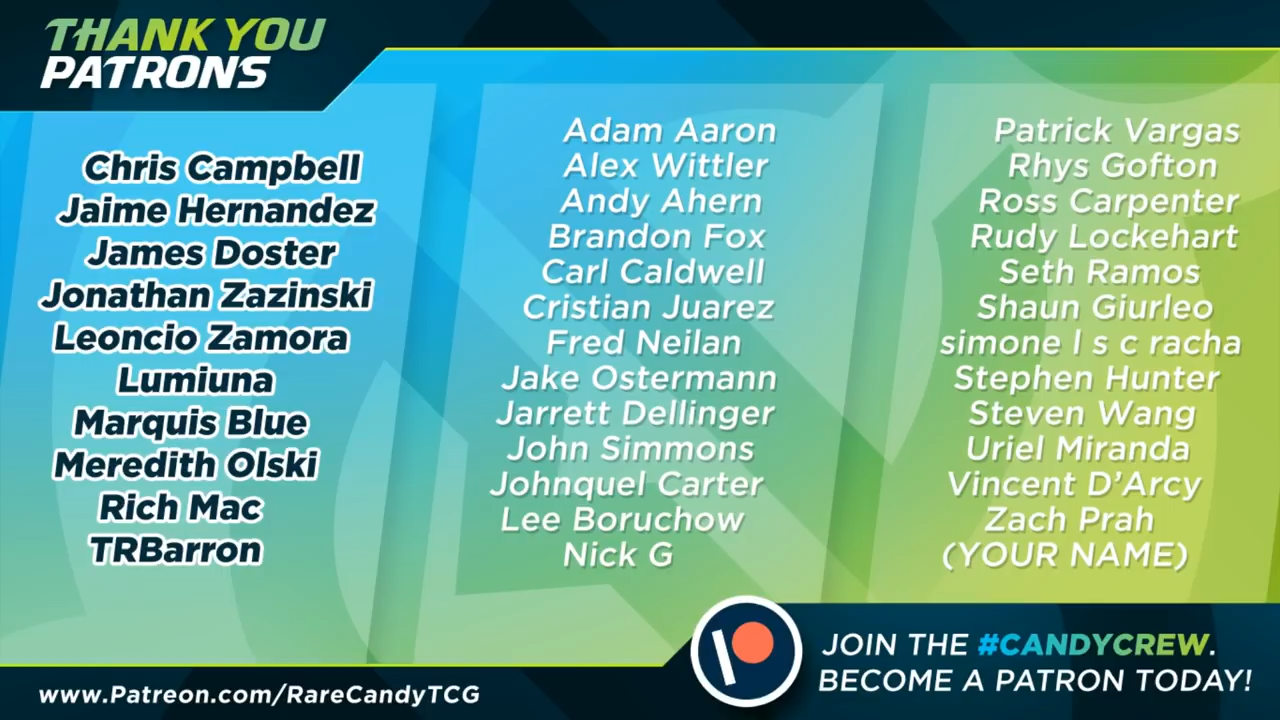 THANK YOU
PATRONS
Chris Campbell
Jaime Hernandez
James Doster
Jonathan Zazinski
Leoncio Zamora
Lumiuna
Marquis Blue
Meredith Olski
Rich Mac
TRBarron
Adam Aaron
Alex Wittler
Andy Ahern
Brandon Fox
Carl Caldwell
Cristian Juarez
Fred Neilan
Jake Ostermann
Jarrett Dellinger
John Simmons
Johnquel Carter
Lee Boruchow
Nick G
Patrick Vargas
Rhys Gofton
Ross Carpenter
Rudy Lockehart
Seth Ramos
Shaun Giurleo
simone l s c racha
Stephen Hunter
Steven Wang
Uriel Miranda
Vincent D’Arcy
Zach Prah
(YOUR NAME)
www.Patreon.com/RareCandyTCG
JOIN THE #CANDYCREW.
BECOME A PATRON TODAY!